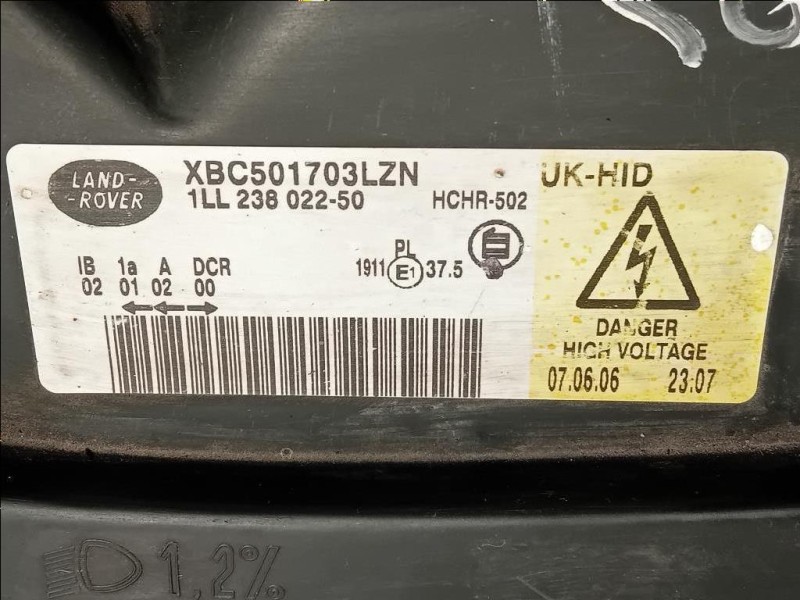 LAND-
-ROVER
XBC501703LZN
1LL 238 022-50
HCHR-502
UK-HID
IB 1a A DCR
02 01 02 00
PL
1911 E1 37.5
DANGER
HIGH VOLTAGE
07.06.06 23:07
1,2%